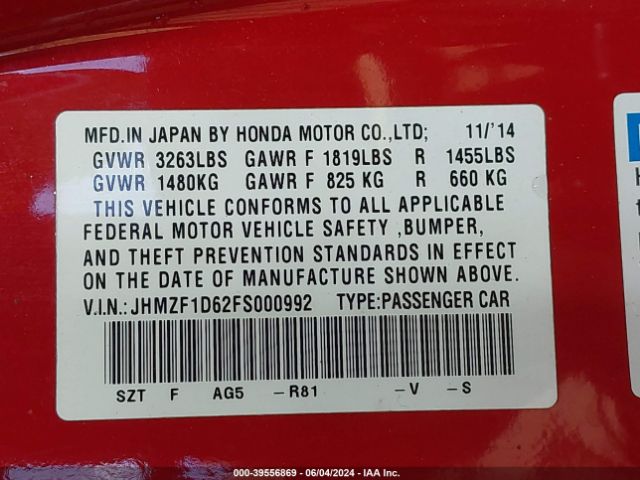 MFD.IN JAPAN BY HONDA MOTOR CO.,LTD; 11/'14
GVWR 3263LBS GAWR F 1819LBS R 1455LBS
GVWR 1480KG GAWR F 825 KG R 660 KG
THIS VEHICLE CONFORMS TO ALL APPLICABLE
FEDERAL MOTOR VEHICLE SAFETY ,BUMPER,
AND THEFT PREVENTION STANDARDS IN EFFECT
ON THE DATE OF MANUFACTURE SHOWN ABOVE.
V.I.N.:JHMZF1D62FS000992 TYPE:PASSENGER CAR
SZT F AG5 -R81 -V -S
000-39556869 - 06/04/2024 - IAAI.COM